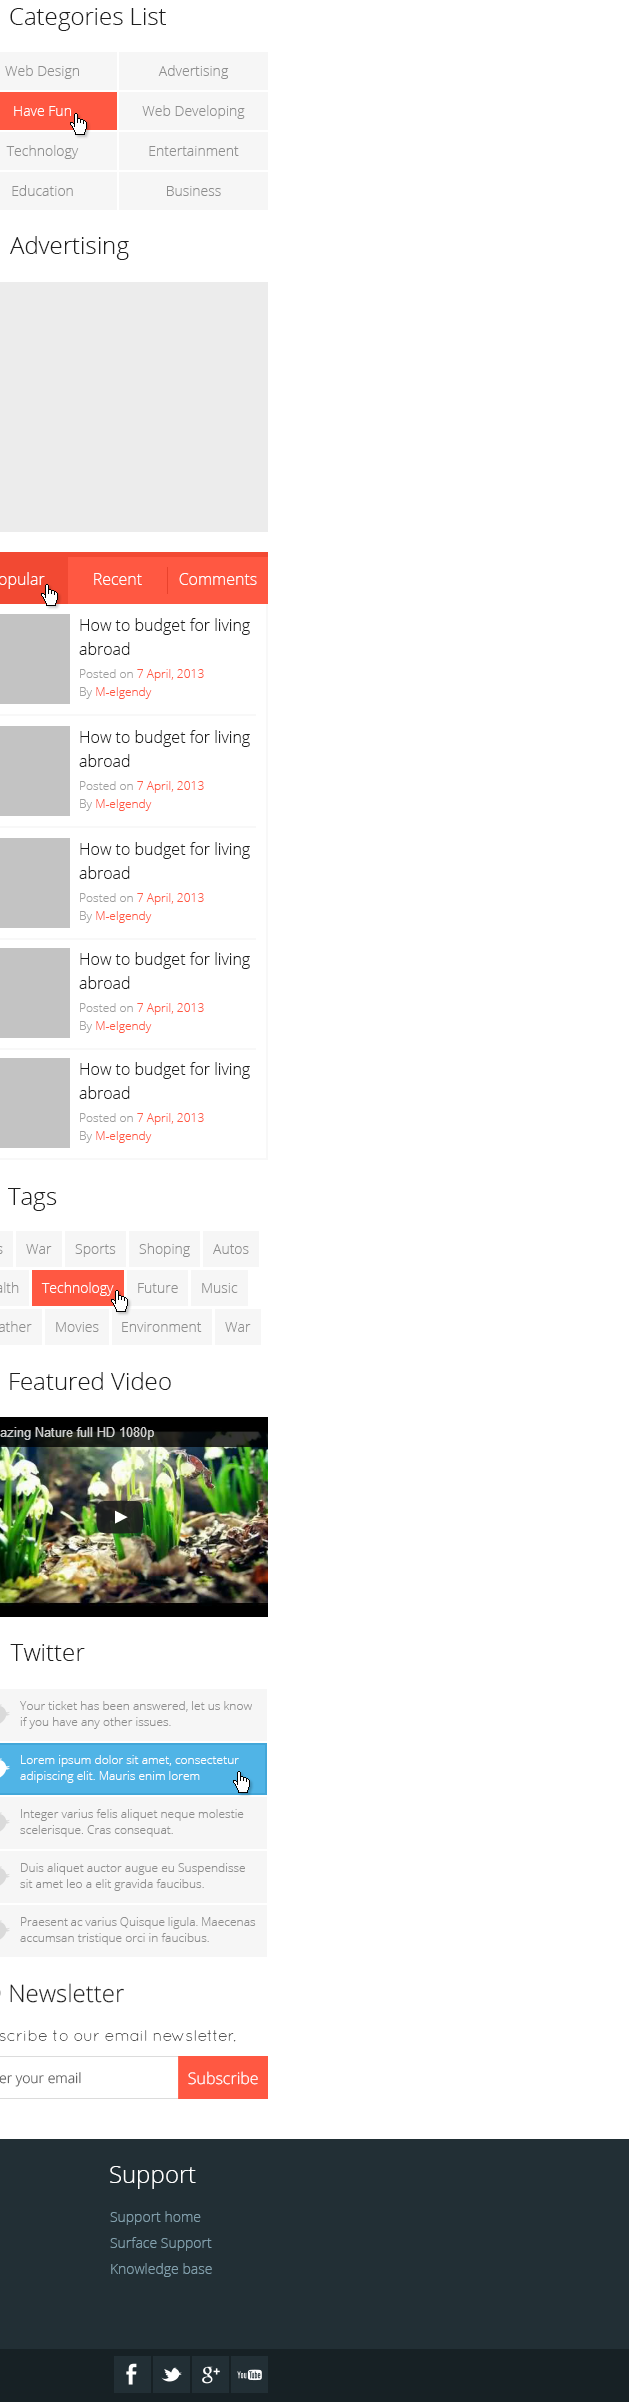 Categories List
Web Design Advertising
Have Fun Web Developing
Technology Entertainment
Education Business
Advertising
opular Recent Comments
How to budget for living
abroad
Posted on 7 April, 2013
By M-elgendy
How to budget for living
abroad
Posted on 7 April, 2013
By M-elgendy
How to budget for living
abroad
Posted on 7 April, 2013
By M-elgendy
How to budget for living
abroad
Posted on 7 April, 2013
By M-elgendy
How to budget for living
abroad
Posted on 7 April, 2013
By M-elgendy
Tags
s War Sports Shoping Autos
alth Technology Future Music
ather Movies Environment War
Featured Video
azing Nature full HD 1080p
Twitter
Your ticket has been answered, let us know
if you have any other issues.
Lorem ipsum dolor sit amet, consectetur
adipiscing elit. Mauris enim lorem
Integer varius felis aliquet neque molestie
scelerisque. Cras consequat.
Duis aliquet auctor augue eu Suspendisse
sit amet leo a elit gravida faucibus.
Praesent ac varius Quisque ligula. Maecenas
accumsan tristique orci in faucibus.
Newsletter
scribe to our email newsletter.
er your email Subscribe
Support
Support home
Surface Support
Knowledge base
f g+ YouTube